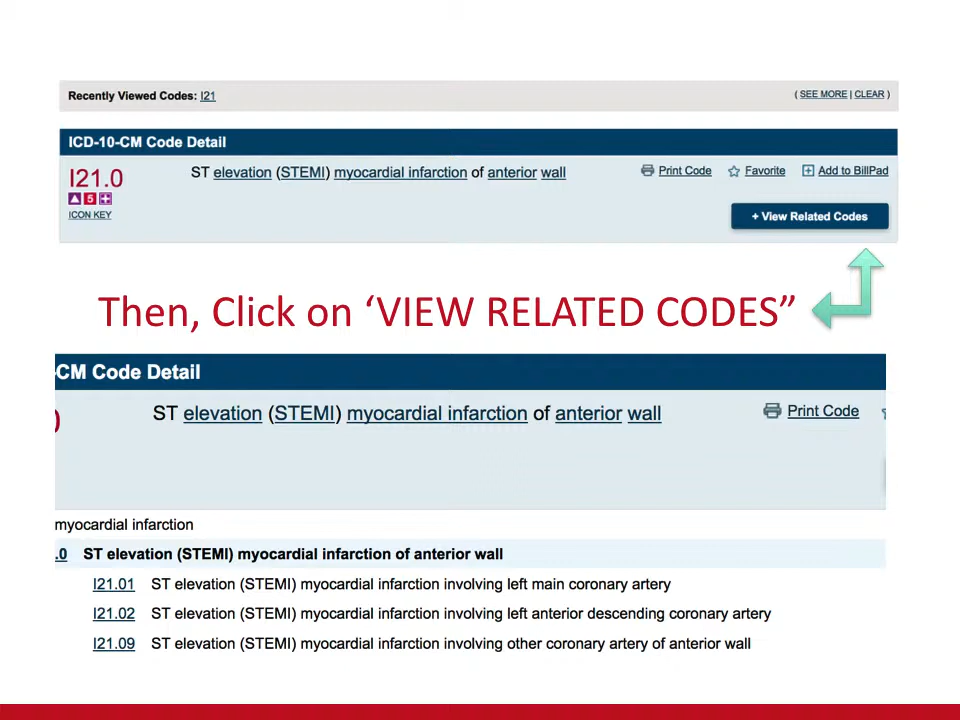 Recently Viewed Codes: I21 ( SEE MORE | CLEAR )
ICD-10-CM Code Detail
I21.0 ST elevation (STEMI) myocardial infarction of anterior wall Print Code Favorite Add to BillPad
5
ICON KEY
+ View Related Codes
Then, Click on ‘VIEW RELATED CODES”
-CM Code Detail
ST elevation (STEMI) myocardial infarction of anterior wall Print Code
myocardial infarction
.0 ST elevation (STEMI) myocardial infarction of anterior wall
I21.01 ST elevation (STEMI) myocardial infarction involving left main coronary artery
I21.02 ST elevation (STEMI) myocardial infarction involving left anterior descending coronary artery
I21.09 ST elevation (STEMI) myocardial infarction involving other coronary artery of anterior wall